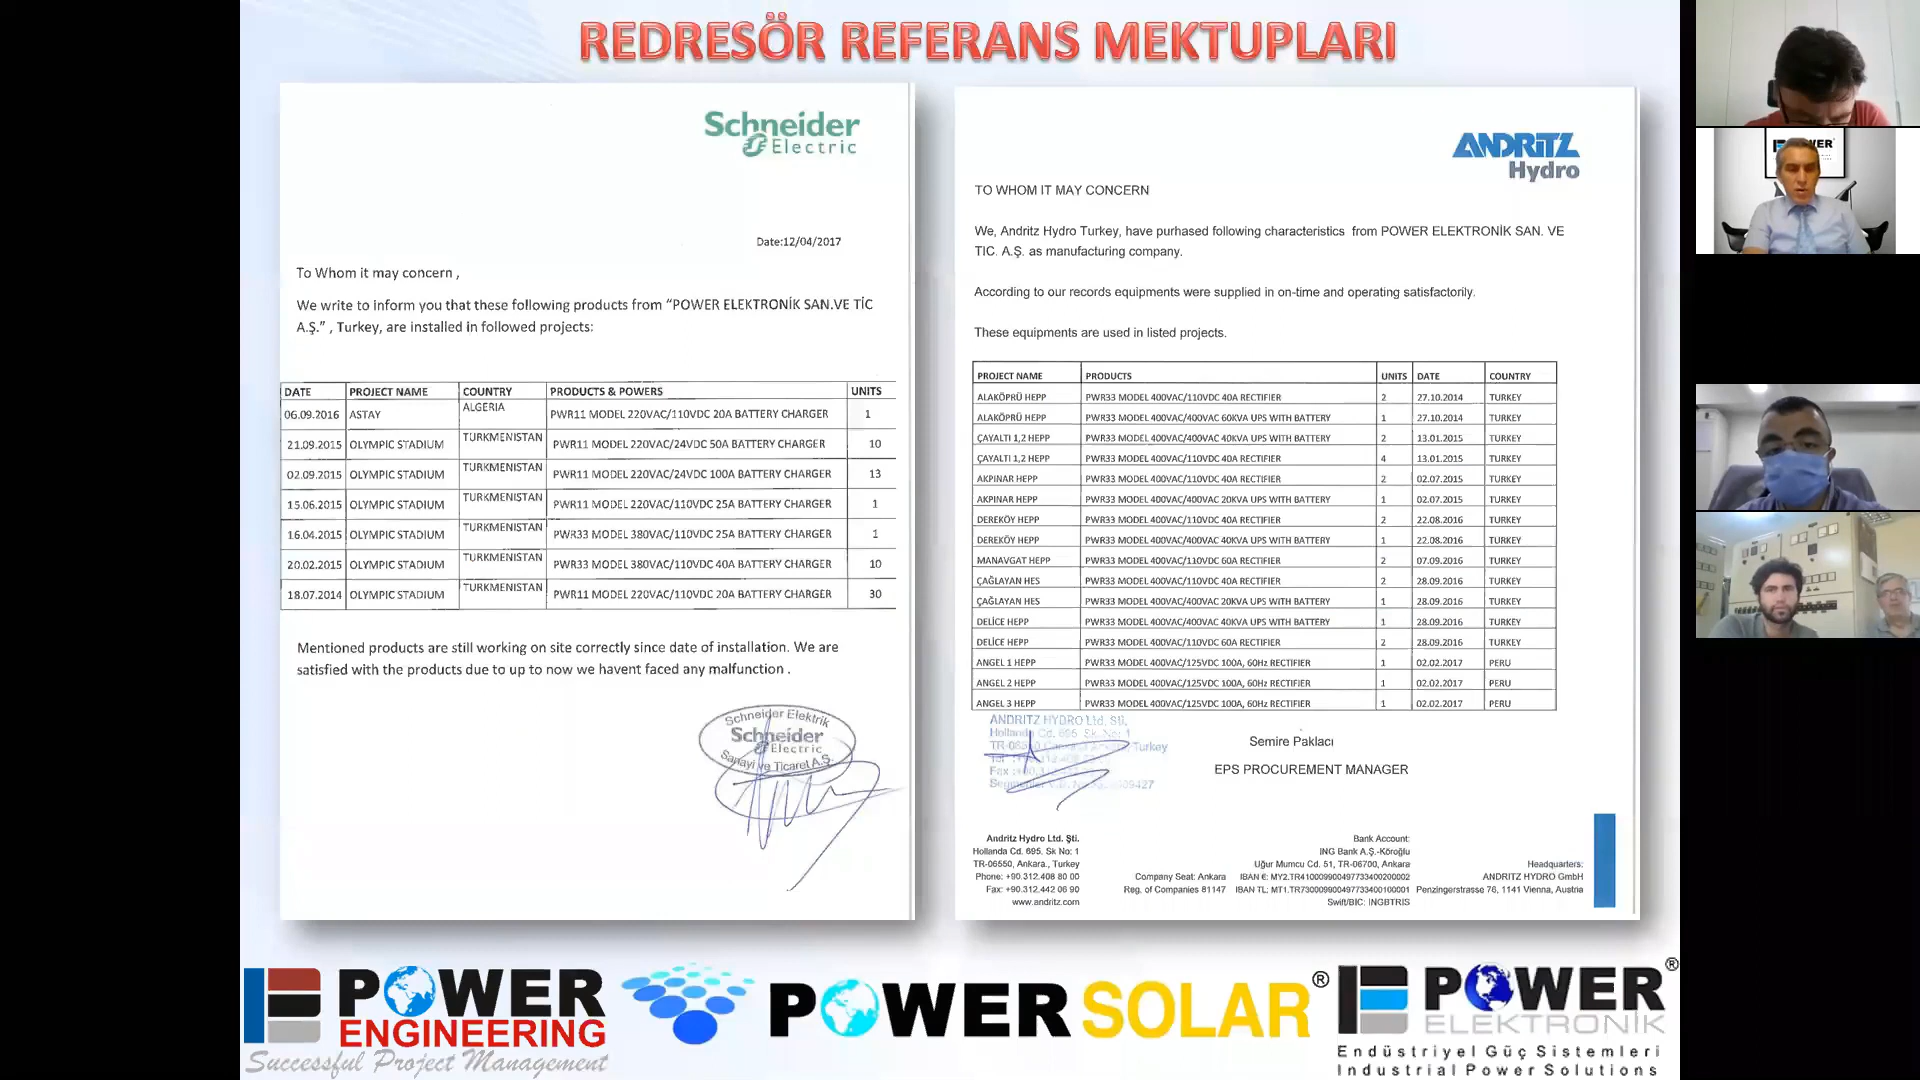 REDRESÖR REFERANS MEKTUPLARI
Schneider
Electric
Date:12/04/2017
To Whom it may concern ,
We write to inform you that these following products from "POWER ELEKTRONİK SAN.VE TİC
A.Ş." , Turkey, are installed in followed projects:
DATE PROJECT NAME COUNTRY PRODUCTS & POWERS UNITS
06.09.2016 ASTAY ALGERIA PWR11 MODEL 220VAC/110VDC 20A BATTERY CHARGER 1
21.09.2015 OLYMPIC STADIUM TURKMENISTAN PWR11 MODEL 220VAC/24VDC 50A BATTERY CHARGER 10
02.09.2015 OLYMPIC STADIUM TURKMENISTAN PWR11 MODEL 220VAC/24VDC 100A BATTERY CHARGER 13
15.06.2015 OLYMPIC STADIUM TURKMENISTAN PWR11 MODEL 220VAC/110VDC 25A BATTERY CHARGER 1
16.04.2015 OLYMPIC STADIUM TURKMENISTAN PWR33 MODEL 380VAC/110VDC 25A BATTERY CHARGER 1
20.02.2015 OLYMPIC STADIUM TURKMENISTAN PWR33 MODEL 380VAC/110VDC 40A BATTERY CHARGER 10
18.07.2014 OLYMPIC STADIUM TURKMENISTAN PWR11 MODEL 220VAC/110VDC 20A BATTERY CHARGER 30
Mentioned products are still working on site correctly since date of installation. We are
satisfied with the products due to up to now we havent faced any malfunction .
Schneider Elektrik
Schneider
Electric
Sanayi ve Ticaret A.Ş.
ANDRITZ
Hydro
TO WHOM IT MAY CONCERN
We, Andritz Hydro Turkey, have purhased following characteristics from POWER ELEKTRONİK SAN. VE
TIC. A.Ş. as manufacturing company.
According to our records equipments were supplied in on-time and operating satisfactorily.
These equipments are used in listed projects.
PROJECT NAME PRODUCTS UNITS DATE COUNTRY
ALAKÖPRÜ HEPP PWR33 MODEL 400VAC/110VDC 40A RECTIFIER 2 27.10.2014 TURKEY
ALAKÖPRÜ HEPP PWR33 MODEL 400VAC/400VAC 60KVA UPS WITH BATTERY 1 27.10.2014 TURKEY
ÇAYALTI 1,2 HEPP PWR33 MODEL 400VAC/400VAC 40KVA UPS WITH BATTERY 2 13.01.2015 TURKEY
ÇAYALTI 1,2 HEPP PWR33 MODEL 400VAC/110VDC 40A RECTIFIER 4 13.01.2015 TURKEY
AKPINAR HEPP PWR33 MODEL 400VAC/110VDC 40A RECTIFIER 2 02.07.2015 TURKEY
AKPINAR HEPP PWR33 MODEL 400VAC/400VAC 20KVA UPS WITH BATTERY 1 02.07.2015 TURKEY
DEREKÖY HEPP PWR33 MODEL 400VAC/110VDC 40A RECTIFIER 2 22.08.2016 TURKEY
DEREKÖY HEPP PWR33 MODEL 400VAC/400VAC 40KVA UPS WITH BATTERY 1 22.08.2016 TURKEY
MANAVGAT HEPP PWR33 MODEL 400VAC/110VDC 60A RECTIFIER 2 07.09.2016 TURKEY
ÇAĞLAYAN HES PWR33 MODEL 400VAC/110VDC 40A RECTIFIER 2 28.09.2016 TURKEY
ÇAĞLAYAN HES PWR33 MODEL 400VAC/400VAC 20KVA UPS WITH BATTERY 1 28.09.2016 TURKEY
DELİCE HEPP PWR33 MODEL 400VAC/400VAC 40KVA UPS WITH BATTERY 1 28.09.2016 TURKEY
DELİCE HEPP PWR33 MODEL 400VAC/110VDC 60A RECTIFIER 2 28.09.2016 TURKEY
ANGEL 1 HEPP PWR33 MODEL 400VAC/125VDC 100A, 60Hz RECTIFIER 1 02.02.2017 PERU
ANGEL 2 HEPP PWR33 MODEL 400VAC/125VDC 100A, 60Hz RECTIFIER 1 02.02.2017 PERU
ANGEL 3 HEPP PWR33 MODEL 400VAC/125VDC 100A, 60Hz RECTIFIER 1 02.02.2017 PERU
ANDRITZ HYDRO Ltd. Şti.
Hollanda Cd. 695. Sk. No: 1
Turkey
Semire Paklacı
EPS PROCUREMENT MANAGER
Andritz Hydro Ltd. Şti.
Hollanda Cd. 695. Sk No: 1
TR-06550, Ankara., Turkey
Phone: +90.312.408 80 00
Fax: +90.312.442 06 90
www.andritz.com
Company Seat: Ankara
Reg. of Companies 81147
Bank Account:
ING Bank A.Ş.-Köroğlu
Uğur Mumcu Cd. 51, TR-06700, Ankara
IBAN €: MY2.TR410009900497733400200002
IBAN TL: MT1.TR730009900497733400100001
Swift/BIC: INGBTRIS
Headquarters:
ANDRITZ HYDRO GmbH
Penzingerstrasse 76, 1141 Vienna, Austria
POWER
ENGINEERING
Successful Project Management
POWER SOLAR®
POWER®
ELEKTRONİK
Endüstriyel Güç Sistemleri
Industrial Power Solutions